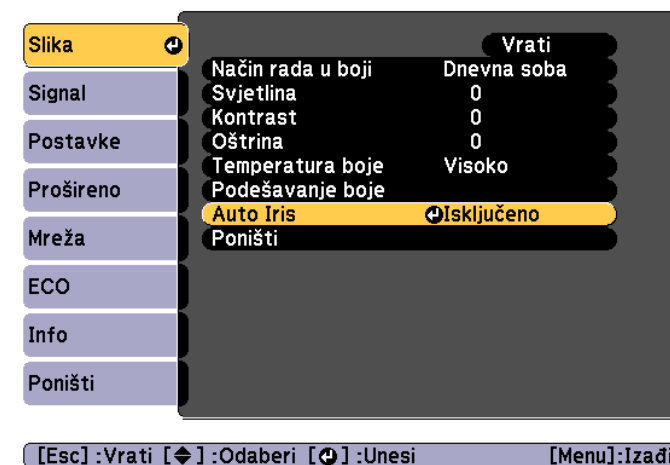 Slika
Signal
Postavke
Prošireno
Mreža
ECO
Info
Poništi
Vrati
Način rada u boji Dnevna soba
Svjetlina 0
Kontrast 0
Oštrina 0
Temperatura boje Visoko
Podešavanje boje
Auto Iris Isključeno
Poništi
[Esc] :Vrati [ ] :Odaberi [ ] :Unesi [Menu]:Izađi